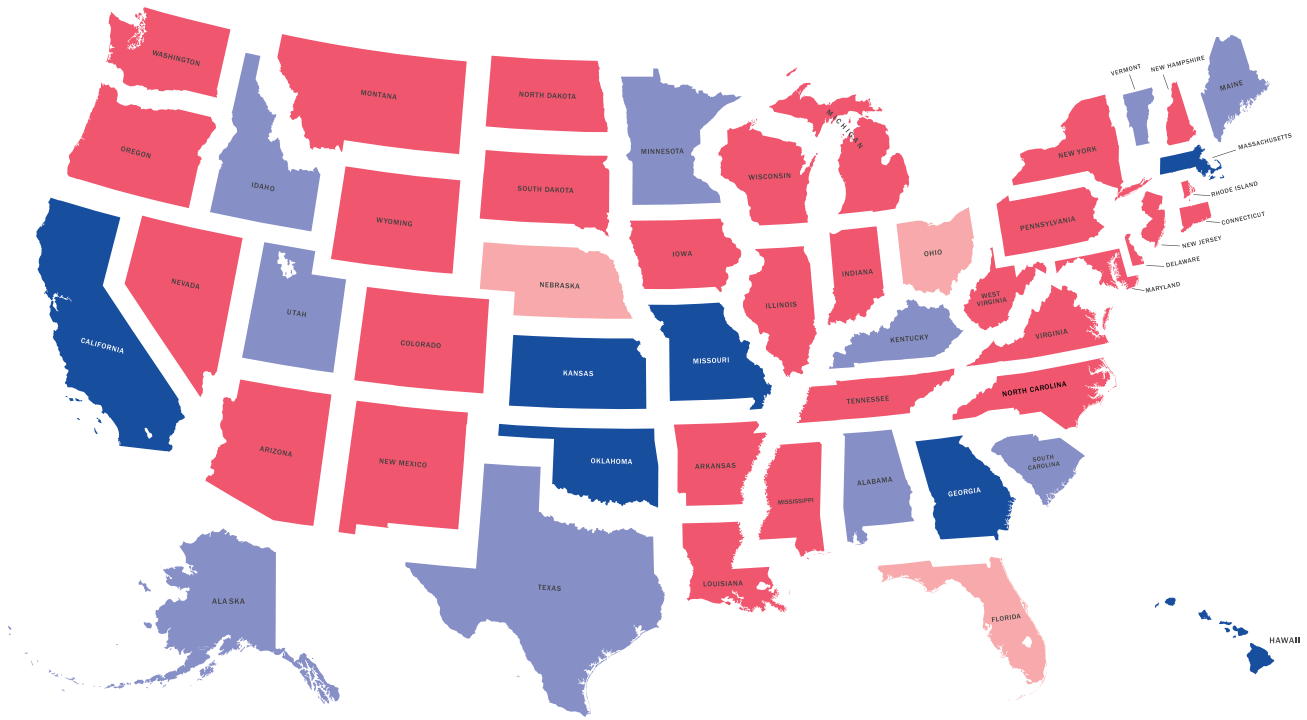 WASHINGTON
OREGON
CALIFORNIA
NEVADA
IDAHO
MONTANA
WYOMING
UTAH
COLORADO
ARIZONA
NEW MEXICO
NORTH DAKOTA
SOUTH DAKOTA
NEBRASKA
KANSAS
OKLAHOMA
TEXAS
MINNESOTA
IOWA
MISSOURI
ARKANSAS
LOUISIANA
WISCONSIN
ILLINOIS
MICHIGAN
INDIANA
OHIO
KENTUCKY
TENNESSEE
MISSISSIPPI
ALABAMA
GEORGIA
FLORIDA
SOUTH
CAROLINA
NORTH CAROLINA
VIRGINIA
WEST
VIRGINIA
PENNSYLVANIA
NEW YORK
VERMONT
NEW HAMPSHIRE
MAINE
MASSACHUSETTS
RHODE ISLAND
CONNECTICUT
NEW JERSEY
DELAWARE
MARYLAND
ALASKA
HAWAII